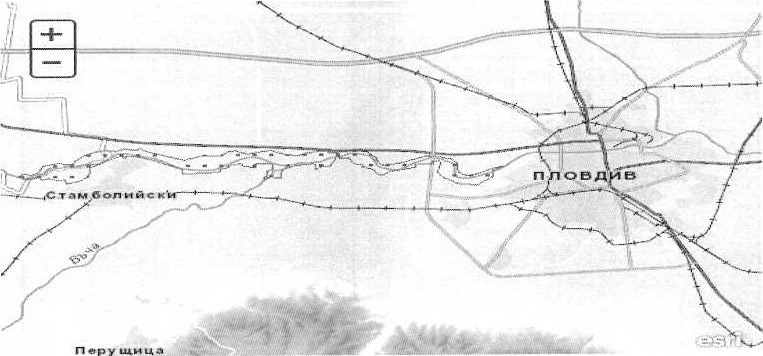 +
−
ПЛОВДИВ
Стамболийски
Въча
Перущица
esri